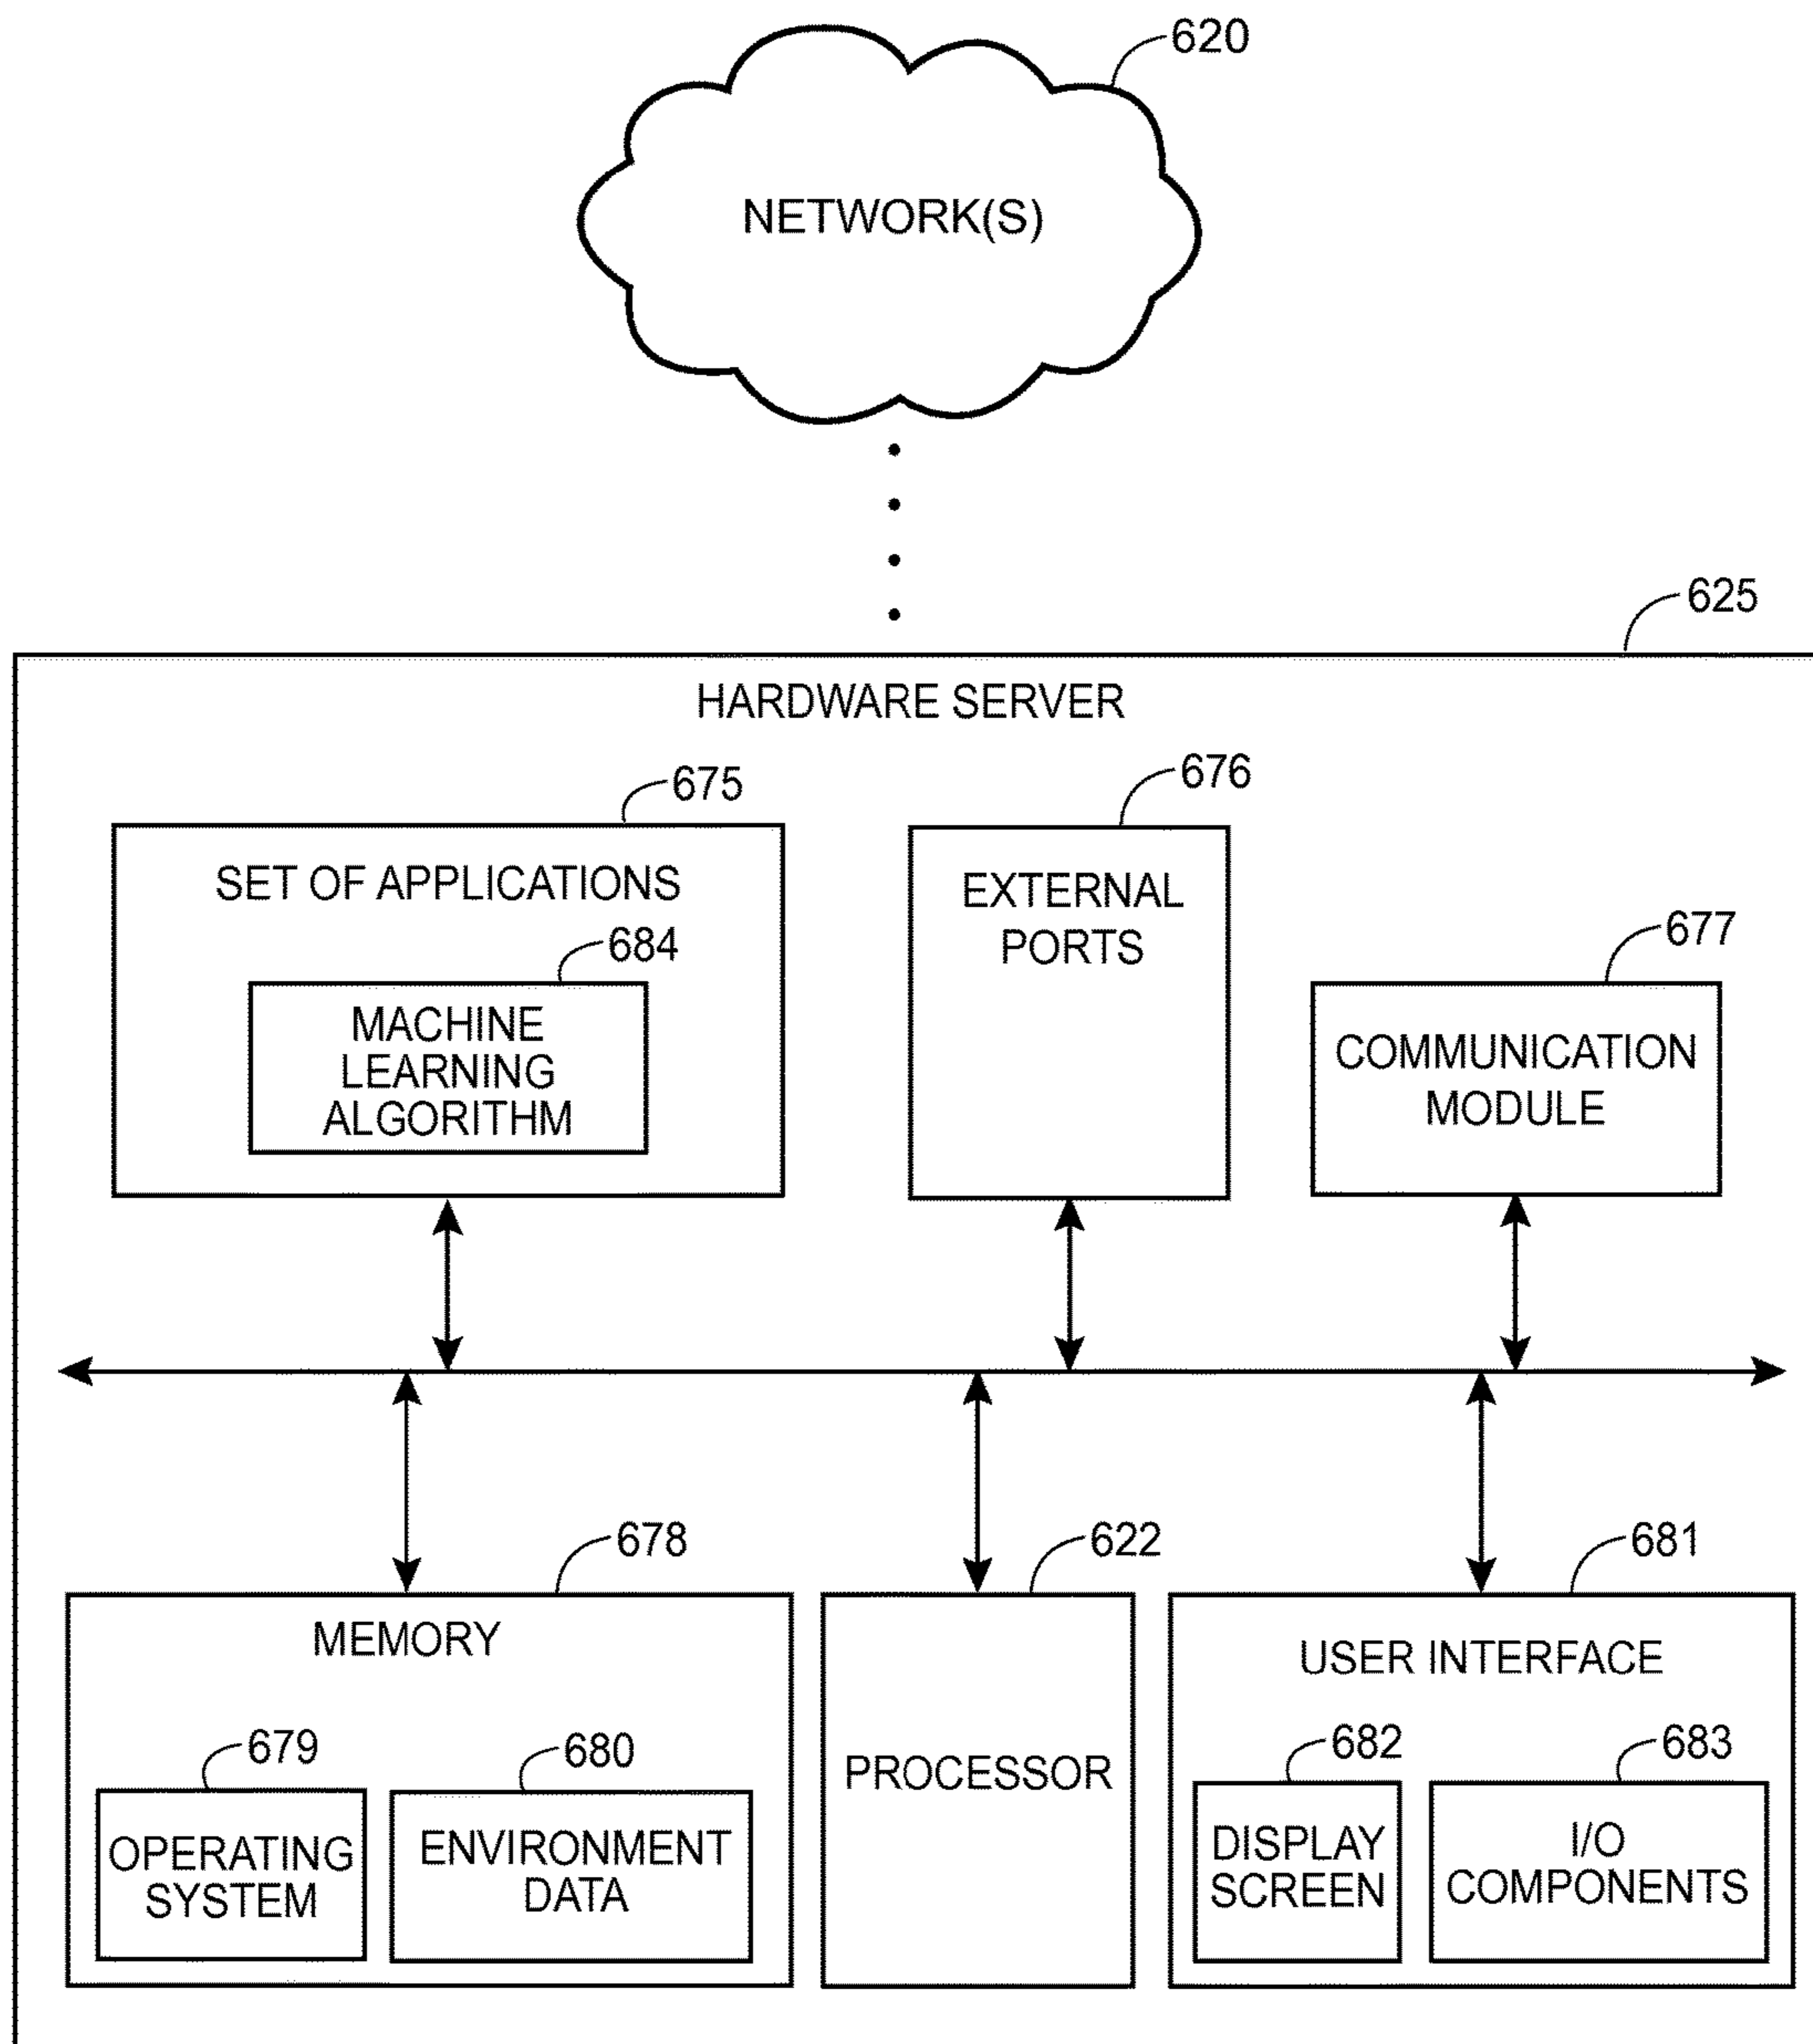 620
NETWORK(S)
625
HARDWARE SERVER
675
SET OF APPLICATIONS
684
MACHINE
LEARNING
ALGORITHM
676
EXTERNAL
PORTS
677
COMMUNICATION
MODULE
678
MEMORY
679
OPERATING
SYSTEM
680
ENVIRONMENT
DATA
622
PROCESSOR
681
USER INTERFACE
682
DISPLAY
SCREEN
683
I/O
COMPONENTS